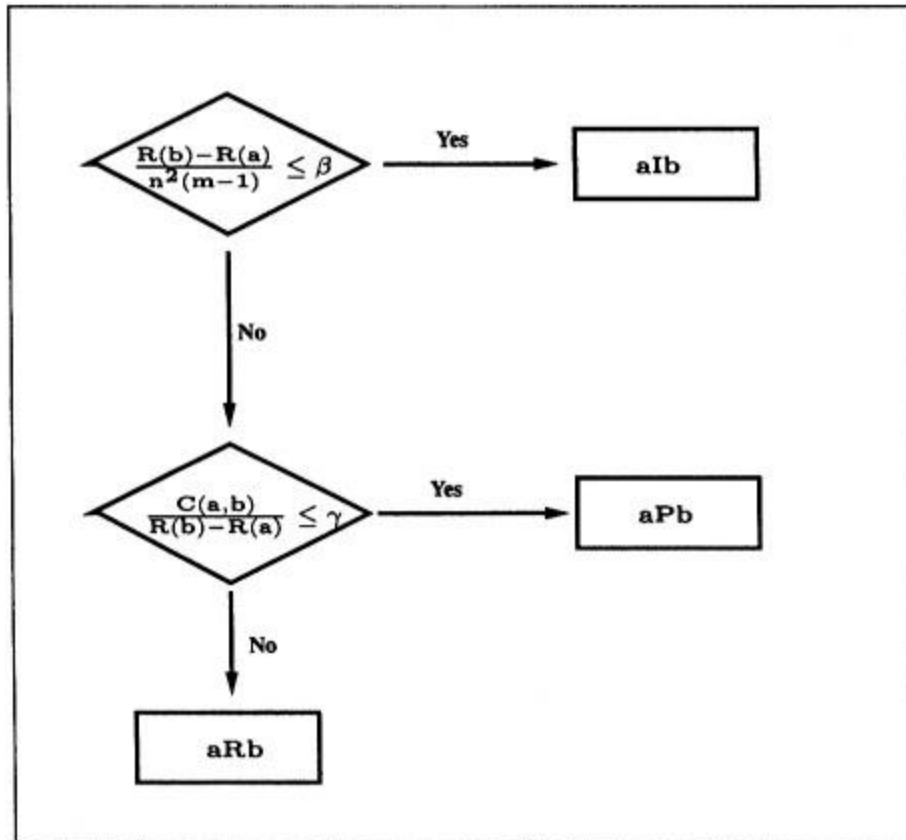 R(b)−R(a)
n²(m−1)
≤ β
Yes
aIb
No
C(a,b)
R(b)−R(a)
≤ γ
Yes
aPb
No
aRb